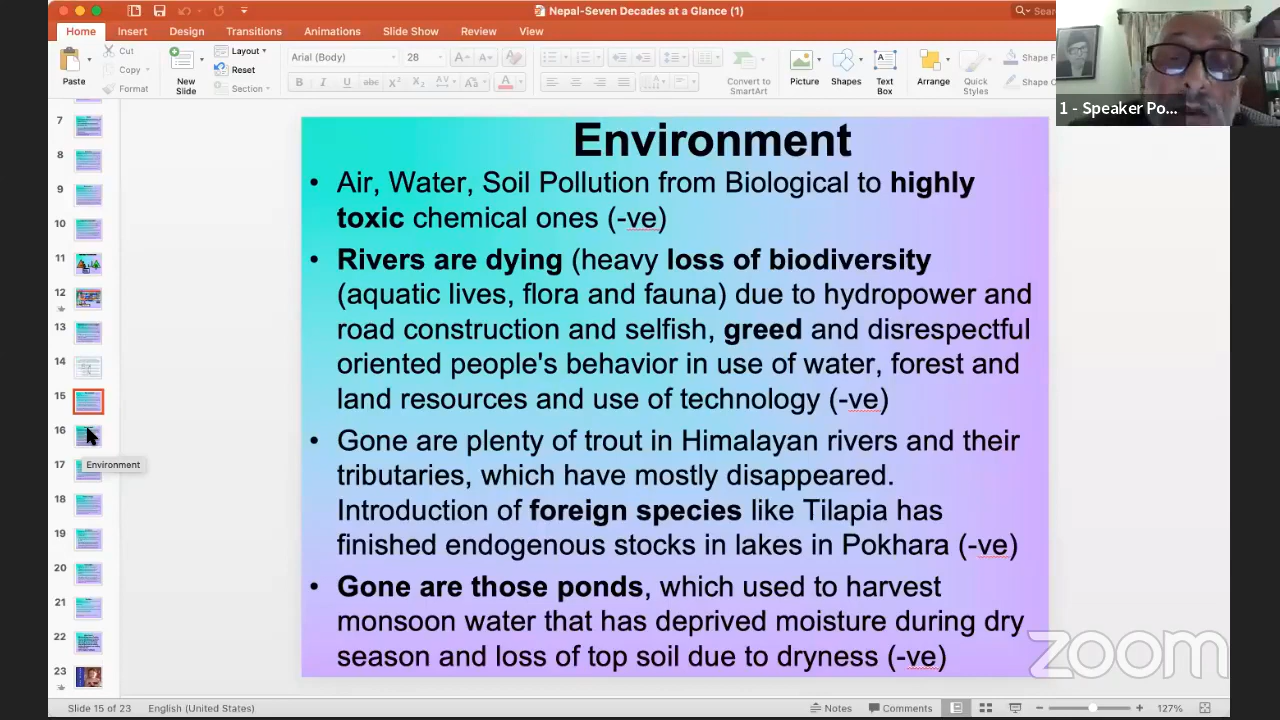 Nepal-Seven Decades at a Glance (1)
Home Insert Design Transitions Animations Slide Show Review View
Paste
Cut
Copy
Format
New
Slide
Layout
Reset
Section
Arial (Body) 28
Convert to
SmartArt
Picture
Shapes
Text
Box
Arrange
Quick
Styles
Shape
Shape
1 - Speaker Po...
7
8
9
10
11
12
13
14
15
16
17
18
19
20
21
22
23
Environment
Environment
• Air, Water, Soil Pollution from Biological to highly
toxic chemical ones (-ve)
• Rivers are dying (heavy loss of biodiversity
(aquatic lives, flora and fauna) due to hydropower and
road construction and selfish, greed and disrespectful
oriented people's behavior in use of water, forest and
land resources and use of technology (-ve)
• Gone are plenty of trout in Himalayan rivers and their
tributaries, which have mostly disappeared.
Introduction of foreign species like Tilapia has
finished endogenous stocks in lakes in Pokhara (-ve)
• Gone are those ponds, which used to harvest
monsoon water that has deprived moisture during dry
season and loss of top soil due to dryness (-ve)
zoom
Slide 15 of 23 English (United States) Notes Comments 127%